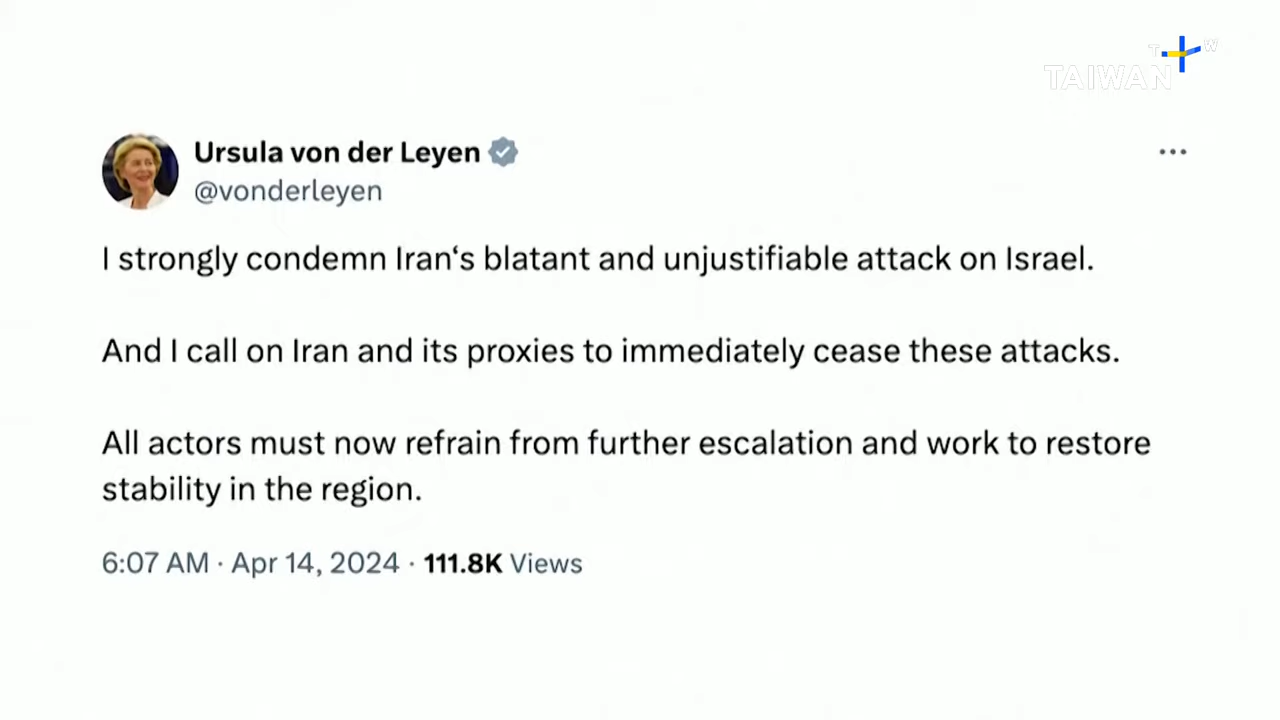 T W
TAIWAN
Ursula von der Leyen
@vonderleyen
I strongly condemn Iran‘s blatant and unjustifiable attack on Israel.
And I call on Iran and its proxies to immediately cease these attacks.
All actors must now refrain from further escalation and work to restore
stability in the region.
6:07 AM · Apr 14, 2024 · 111.8K Views